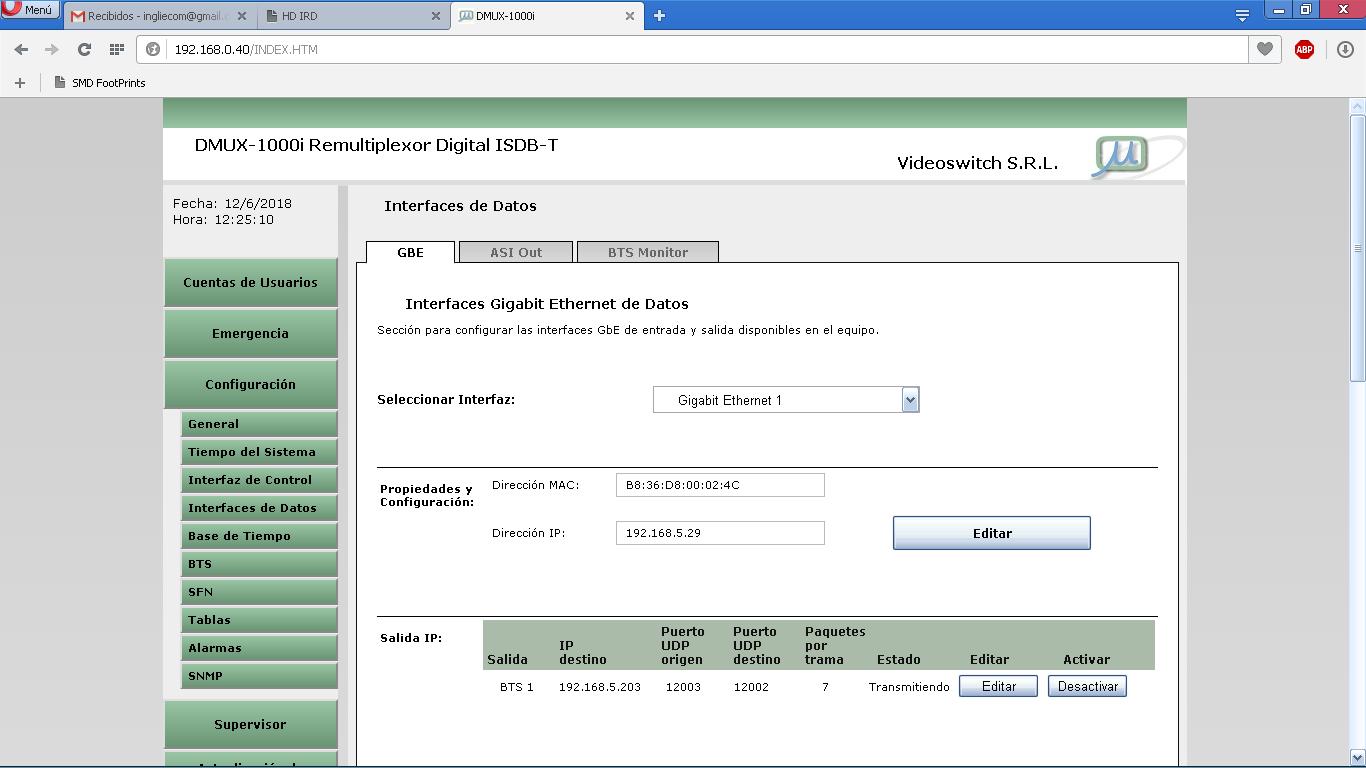 Menú
Recibidos - ingliecom@gmail.c
HD IRD
DMUX-1000i
192.168.0.40/INDEX.HTM
ABP
SMD FootPrints
DMUX-1000i Remultiplexor Digital ISDB-T
Videoswitch S.R.L.
Fecha: 12/6/2018
Hora: 12:25:10
Interfaces de Datos
GBE
ASI Out
BTS Monitor
Cuentas de Usuarios
Emergencia
Configuración
General
Tiempo del Sistema
Interfaz de Control
Interfaces de Datos
Base de Tiempo
BTS
SFN
Tablas
Alarmas
SNMP
Supervisor
Interfaces Gigabit Ethernet de Datos
Sección para configurar las interfaces GbE de entrada y salida disponibles en el equipo.
Seleccionar Interfaz:
Gigabit Ethernet 1
Propiedades y
Configuración:
Dirección MAC:
B8:36:D8:00:02:4C
Dirección IP:
192.168.5.29
Editar
Salida IP:
Salida
IP
destino
Puerto
UDP
origen
Puerto
UDP
destino
Paquetes
por
trama
Estado
Editar
Activar
BTS 1
192.168.5.203
12003
12002
7
Transmitiendo
Editar
Desactivar